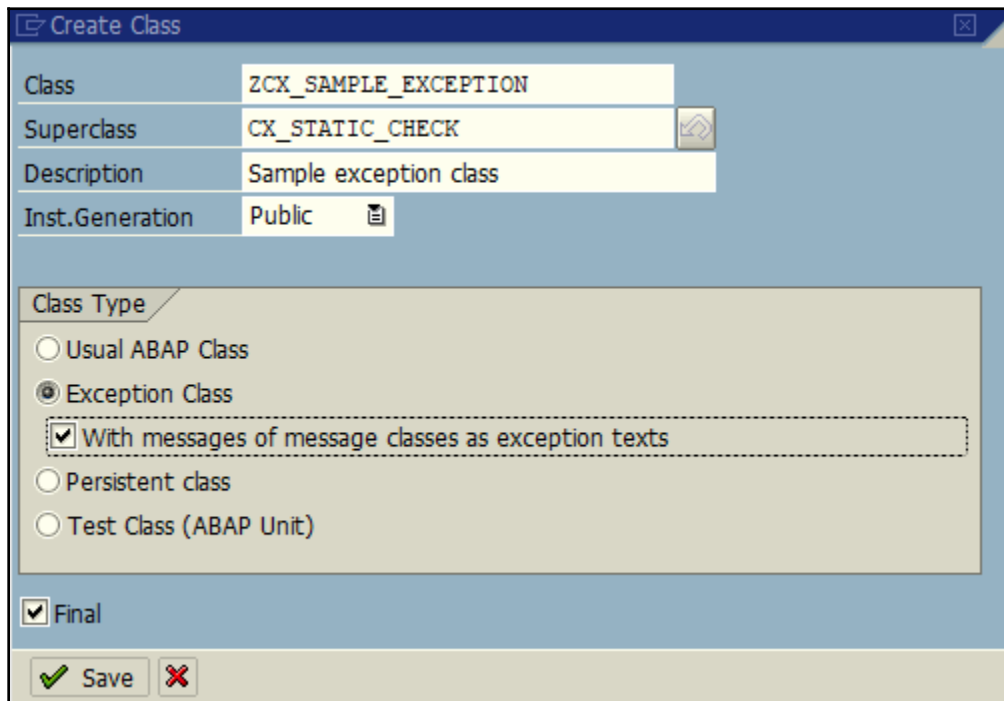 Create Class
Class ZCX_SAMPLE_EXCEPTION
Superclass CX_STATIC_CHECK
Description Sample exception class
Inst.Generation Public
Class Type
Usual ABAP Class
Exception Class
With messages of message classes as exception texts
Persistent class
Test Class (ABAP Unit)
Final
Save